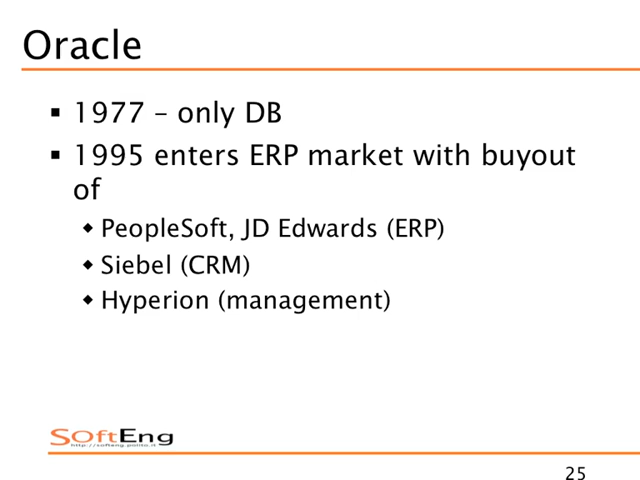 Oracle
▪ 1977 – only DB
▪ 1995 enters ERP market with buyout
of
◆ PeopleSoft, JD Edwards (ERP)
◆ Siebel (CRM)
◆ Hyperion (management)
SoftEng
http://softeng.polito.it
25